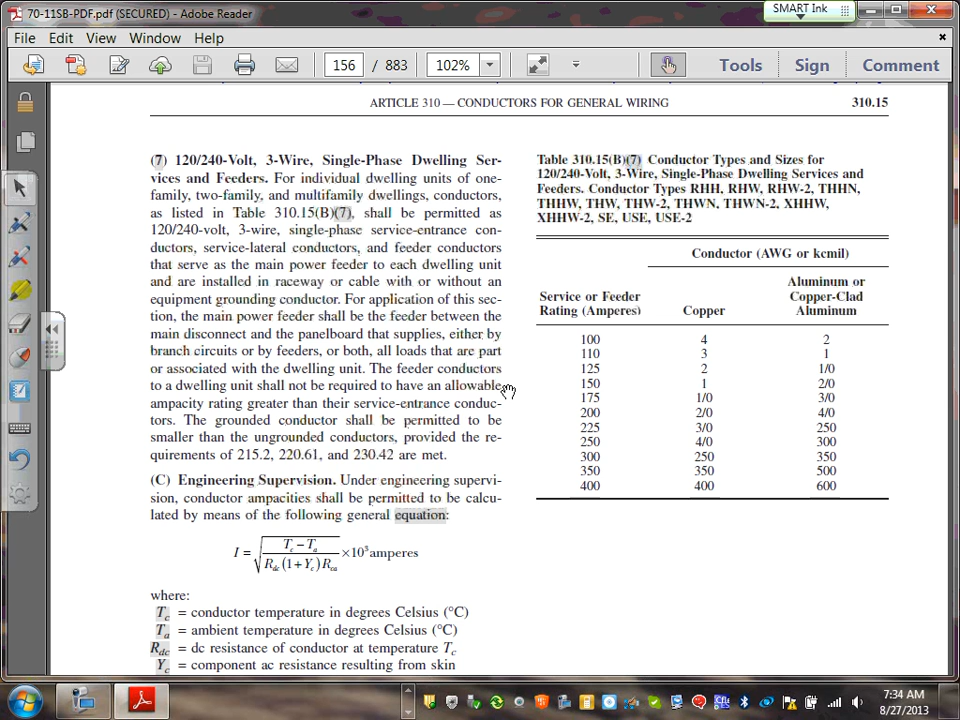 70-11SB-PDF.pdf (SECURED) - Adobe Reader
SMART Ink
File Edit View Window Help
156 / 883
102%
Tools Sign Comment
ARTICLE 310 — CONDUCTORS FOR GENERAL WIRING 310.15
(7) 120/240-Volt, 3-Wire, Single-Phase Dwelling Ser-
vices and Feeders. For individual dwelling units of one-
family, two-family, and multifamily dwellings, conductors,
as listed in Table 310.15(B)(7), shall be permitted as
120/240-volt, 3-wire, single-phase service-entrance con-
ductors, service-lateral conductors, and feeder conductors
that serve as the main power feeder to each dwelling unit
and are installed in raceway or cable with or without an
equipment grounding conductor. For application of this sec-
tion, the main power feeder shall be the feeder between the
main disconnect and the panelboard that supplies, either by
branch circuits or by feeders, or both, all loads that are part
or associated with the dwelling unit. The feeder conductors
to a dwelling unit shall not be required to have an allowable
ampacity rating greater than their service-entrance conduc-
tors. The grounded conductor shall be permitted to be
smaller than the ungrounded conductors, provided the re-
quirements of 215.2, 220.61, and 230.42 are met.
(C) Engineering Supervision. Under engineering supervi-
sion, conductor ampacities shall be permitted to be calcu-
lated by means of the following general equation:
I = √((Tc − Ta) / (Rdc (1 + Yc) Rca)) × 10³ amperes
where:
Tc = conductor temperature in degrees Celsius (°C)
Ta = ambient temperature in degrees Celsius (°C)
Rdc = dc resistance of conductor at temperature Tc
Yc = component ac resistance resulting from skin
Table 310.15(B)(7) Conductor Types and Sizes for
120/240-Volt, 3-Wire, Single-Phase Dwelling Services and
Feeders. Conductor Types RHH, RHW, RHW-2, THHN,
THHW, THW, THW-2, THWN, THWN-2, XHHW,
XHHW-2, SE, USE, USE-2
Conductor (AWG or kcmil)
Service or Feeder Rating (Amperes) Copper Aluminum or Copper-Clad Aluminum
100 4 2
110 3 1
125 2 1/0
150 1 2/0
175 1/0 3/0
200 2/0 4/0
225 3/0 250
250 4/0 300
300 250 350
350 350 500
400 400 600
7:34 AM
8/27/2013